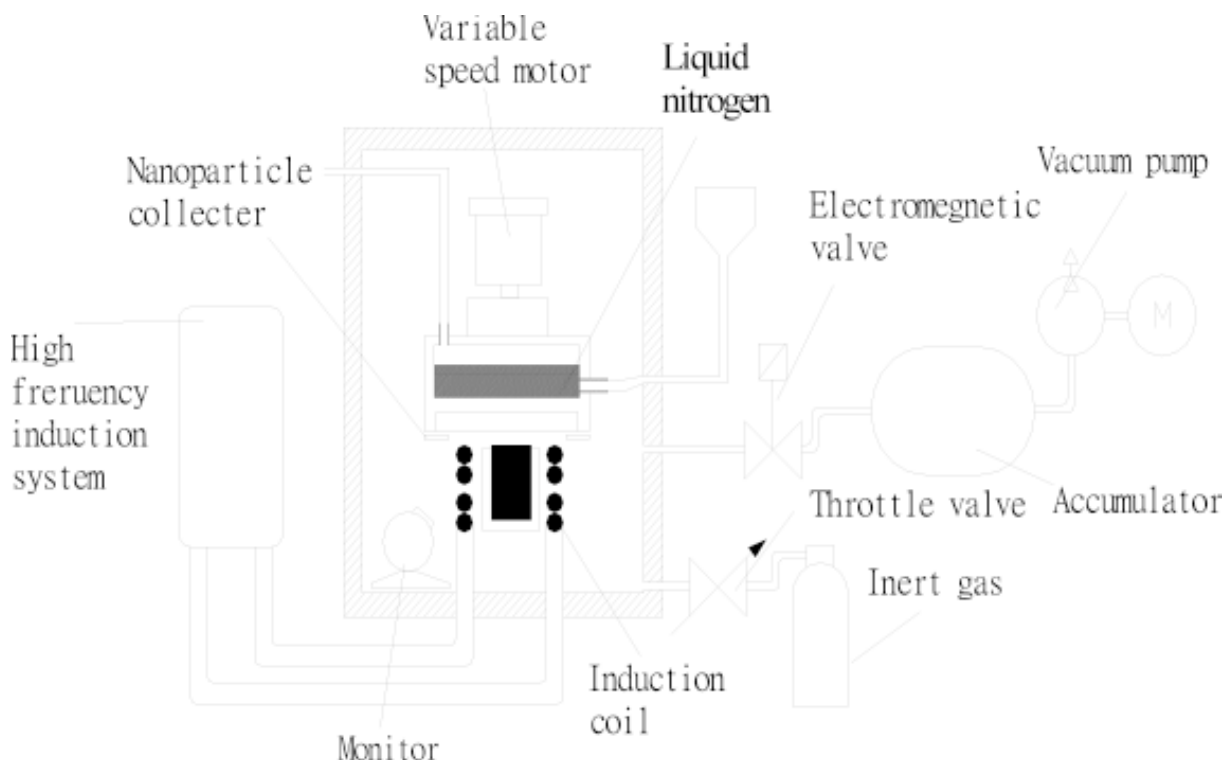 Variable
speed motor
Liquid
nitrogen
Nanoparticle
collecter
Vacuum pump
Electromegnetic
valve
M
High
freruency
induction
system
Throttle valve
Accumulator
Inert gas
Induction
coil
Monitor